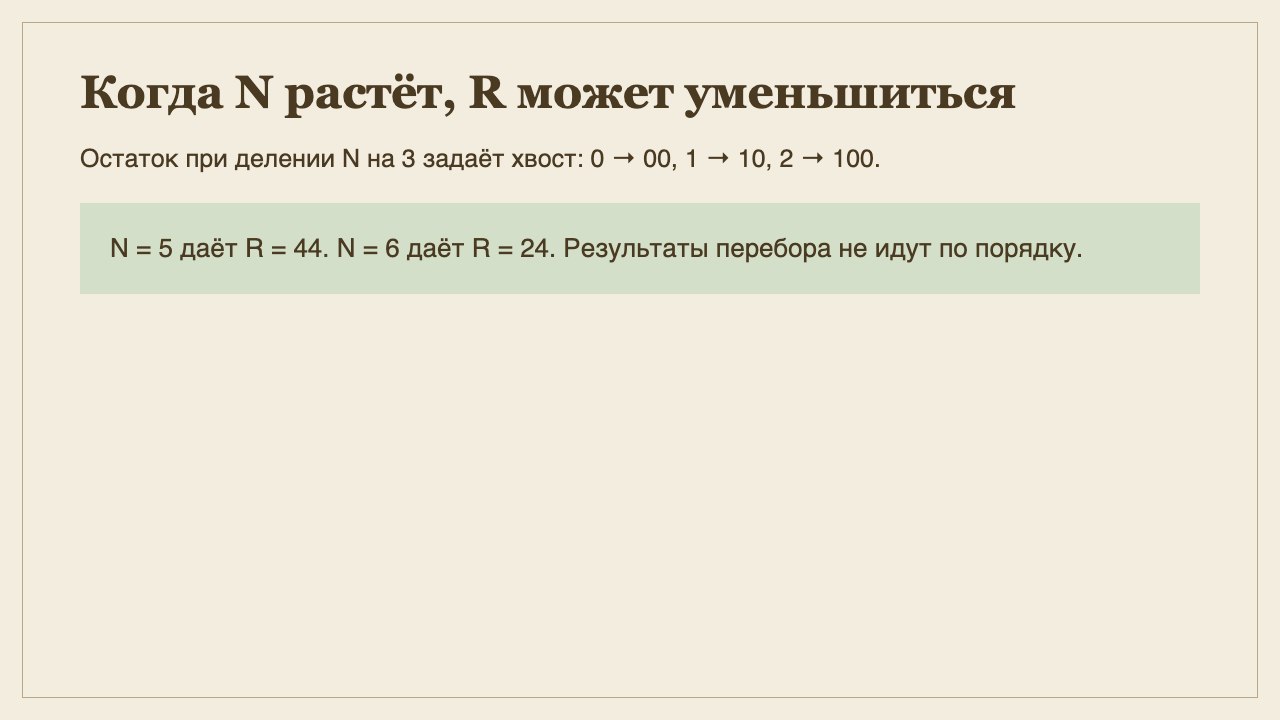 Когда N растёт, R может уменьшиться
Остаток при делении N на 3 задаёт хвост: 0 → 00, 1 → 10, 2 → 100.
N = 5 даёт R = 44. N = 6 даёт R = 24. Результаты перебора не идут по порядку.